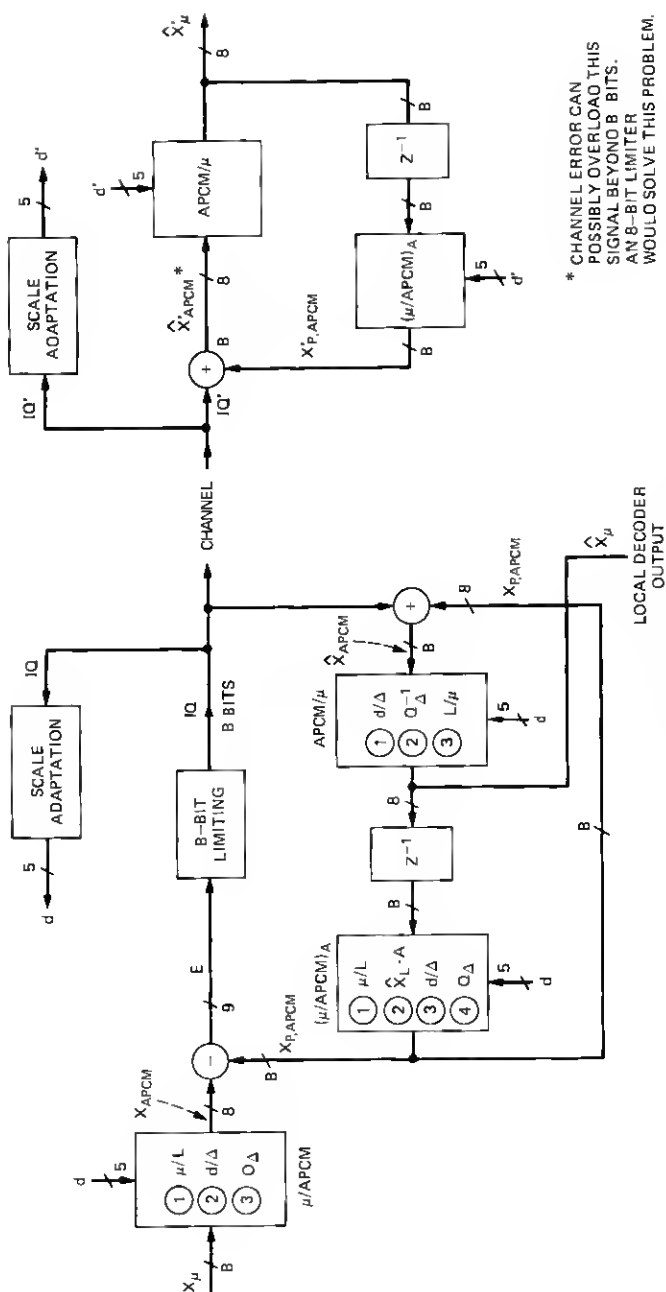 d
5
X_μ
B
① μ/L
② d/Δ
③ QΔ
μ/APCM
X_APCM
8
−
B
X_P,APCM
9
E
B–BIT
LIMITING
IQ
B BITS
SCALE
ADAPTATION
5
d
IQ
CHANNEL
(μ/APCM)_A
① μ/L
② X̂_L · A
③ d/Δ
④ QΔ
5
d
B
Z⁻¹
8
APCM/μ
① d/Δ
② Q⁻¹Δ
③ L/μ
5
d
B
X̂_APCM
+
8
X_P,APCM
B
X̂_μ
LOCAL DECODER
OUTPUT
IQ'
SCALE
ADAPTATION
5
d'
IQ'
+
B
X̂'_APCM *
8
d'
5
APCM/μ
8
X̂'_μ
B
Z⁻¹
B
(μ/APCM)_A
5
d'
B
X'_P,APCM
* CHANNEL ERROR CAN
POSSIBLY OVERLOAD THIS
SIGNAL BEYOND B BITS.
AN 8–BIT LIMITER
WOULD SOLVE THIS PROBLEM.